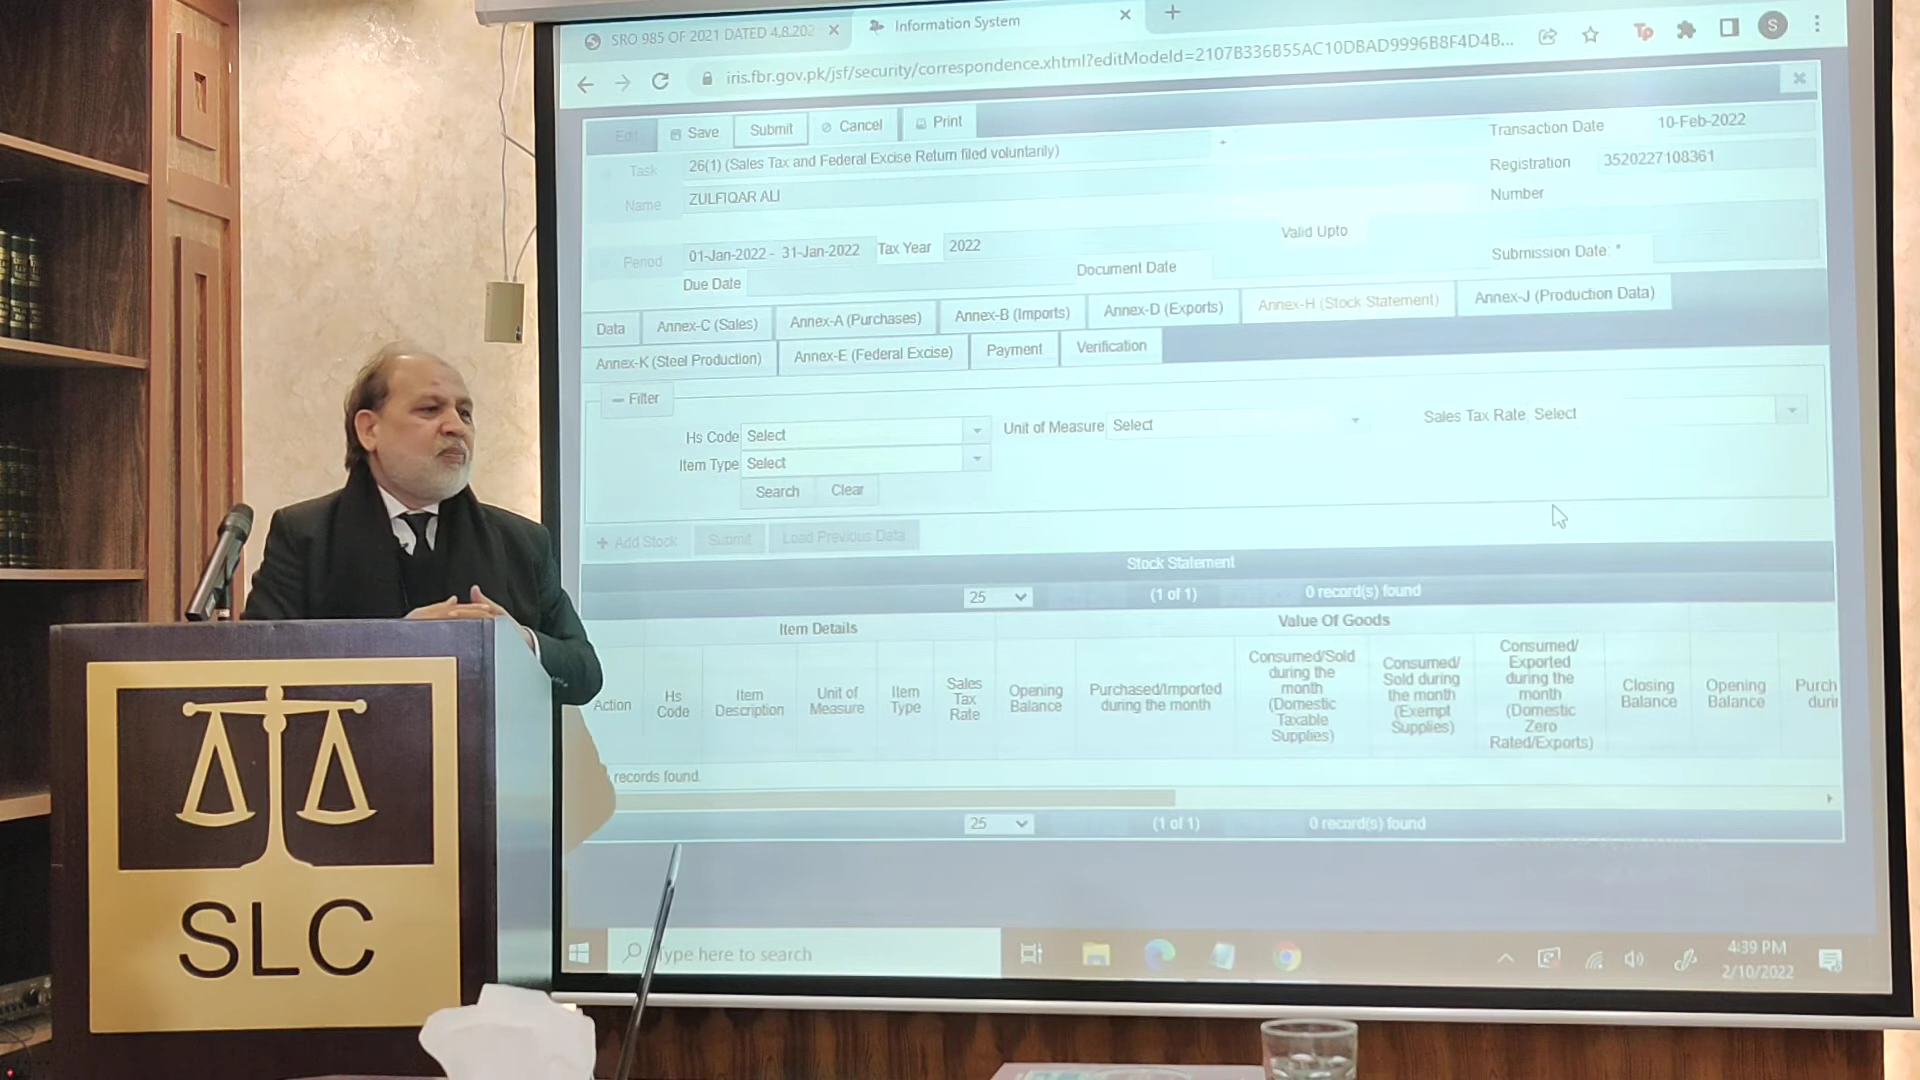 SRO 985 OF 2021 DATED 4.8.202
Information System
iris.fbr.gov.pk/jsf/security/correspondence.xhtml?editModeId=2107B336B55AC10DBAD9996B8F4D4B...
Tp
S
Edit Save Submit Cancel Print
Transaction Date 10-Feb-2022
Task 26(1) (Sales Tax and Federal Excise Return filed voluntarily)
Registration 3520227108361
Number
Name ZULFIQAR ALI
Period 01-Jan-2022 - 31-Jan-2022 Tax Year 2022 Valid Upto
Due Date Document Date Submission Date: *
Data Annex-C (Sales) Annex-A (Purchases) Annex-B (Imports) Annex-D (Exports) Annex-H (Stock Statement) Annex-J (Production Data)
Annex-K (Steel Production) Annex-E (Federal Excise) Payment Verification
Filter
Hs Code Select Unit of Measure Select Sales Tax Rate Select
Item Type Select
Search Clear
+ Add Stock Submit Load Previous Data
Stock Statement
25 (1 of 1) 0 record(s) found
Item Details Value Of Goods
Action
Hs
Code
Item
Description
Unit of
Measure
Item
Type
Sales
Tax
Rate
Opening
Balance
Purchased/Imported
during the month
Consumed/Sold
during the
month
(Domestic
Taxable
Supplies)
Consumed/
Sold during
the month
(Exempt
Supplies)
Consumed/
Exported
during the
month
(Domestic
Zero
Rated/Exports)
Closing
Balance
Opening
Balance
Purch
durin
records found.
25 (1 of 1) 0 record(s) found
Type here to search
4:39 PM
2/10/2022
SLC